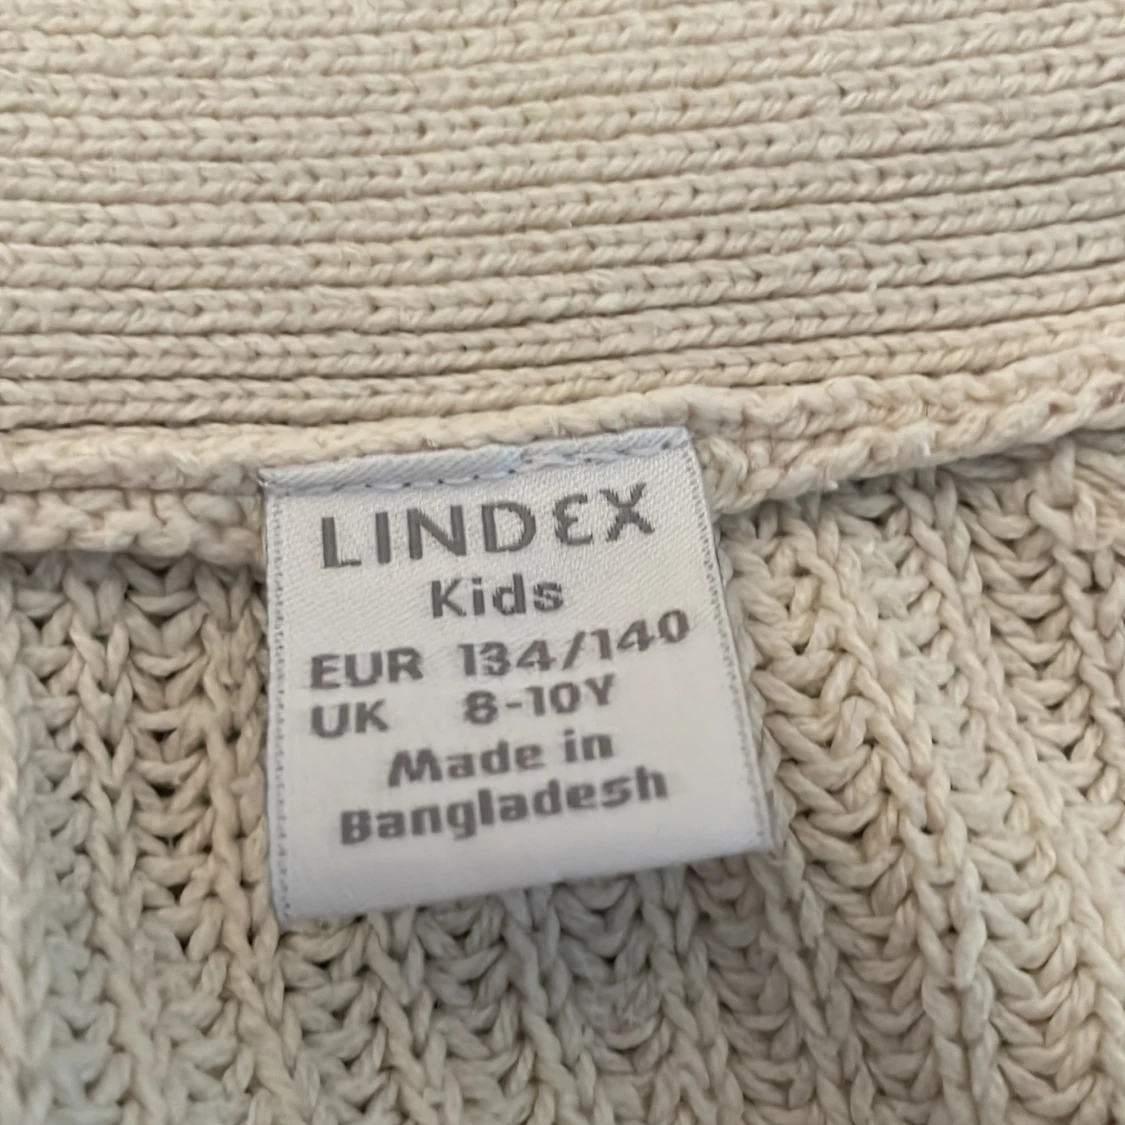 LINDEX
Kids
EUR 134/140
UK 8-10Y
Made in
Bangladesh